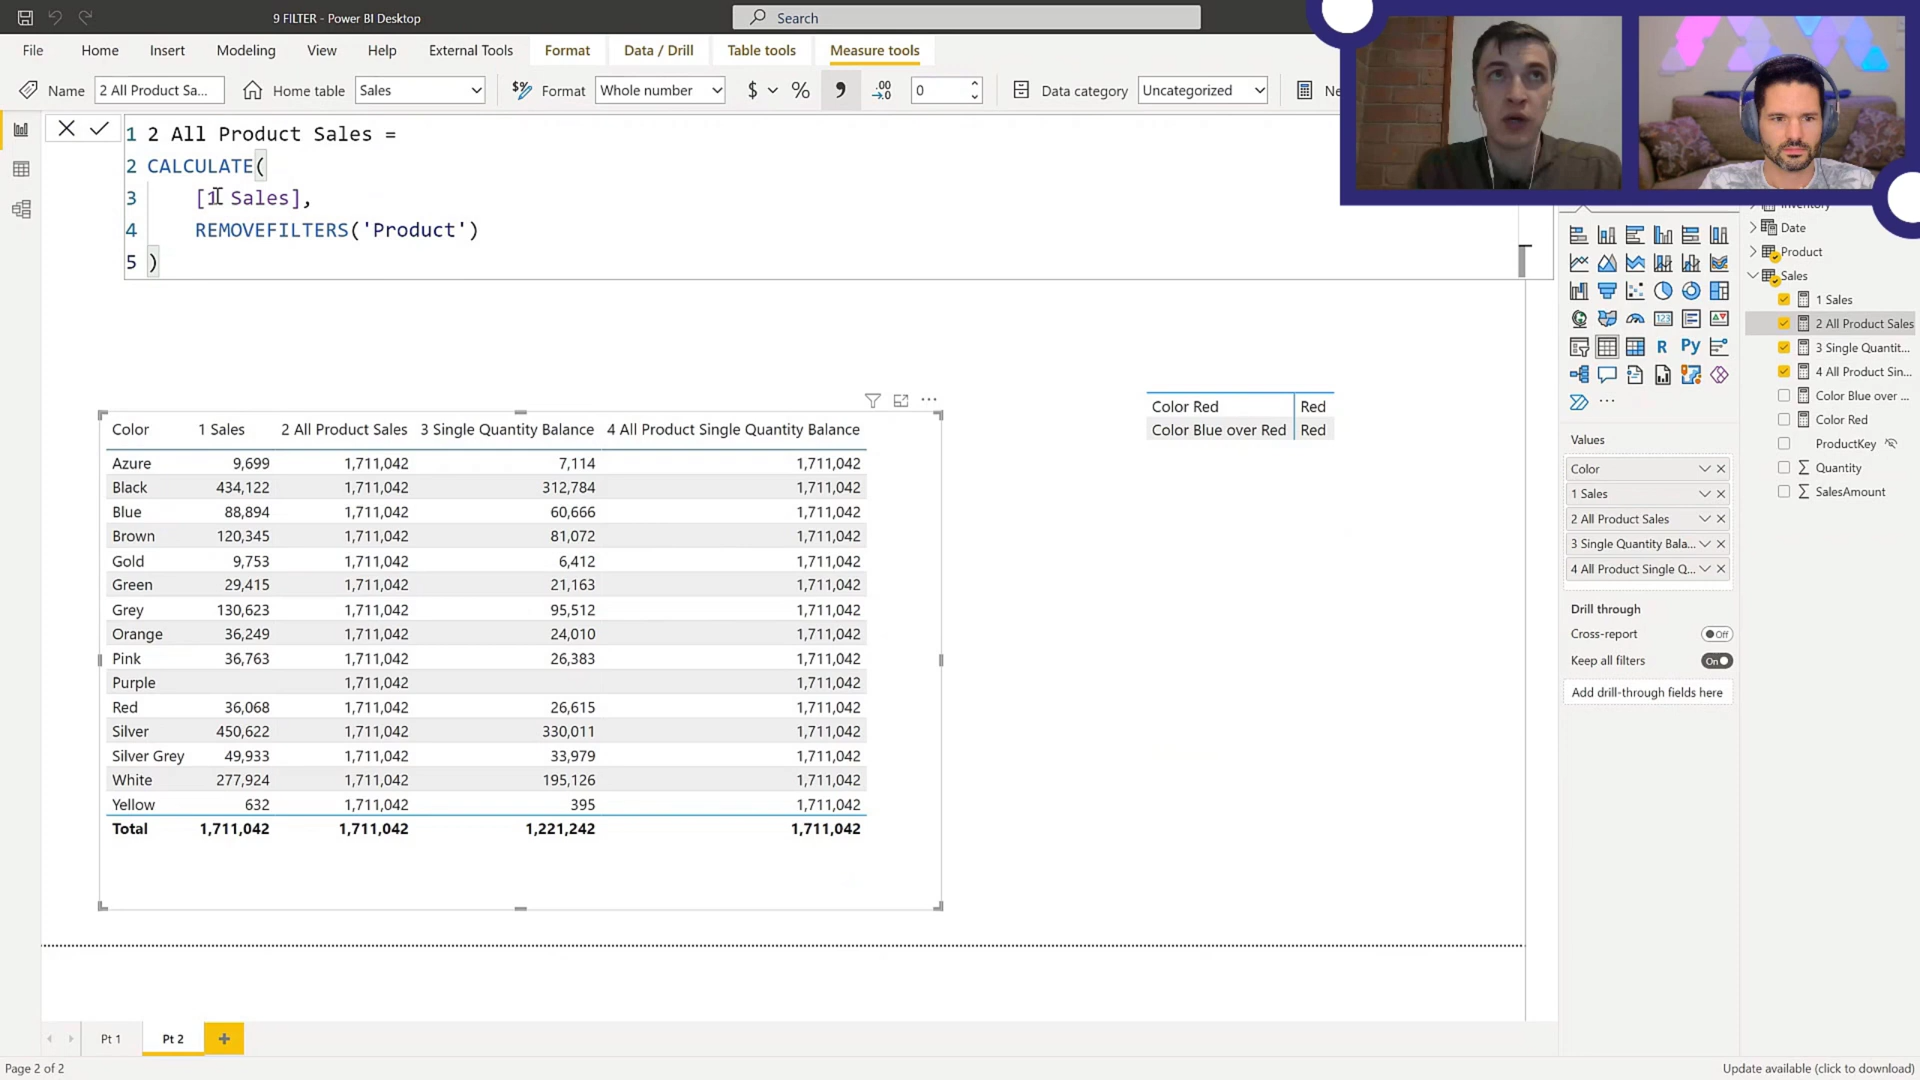 9 FILTER - Power BI Desktop
Search
File Home Insert Modeling View Help External Tools Format Data / Drill Table tools Measure tools
Name 2 All Product Sa... Home table Sales Format Whole number $ % 9 .00 0 Data category Uncategorized Ne
1 2 All Product Sales =
2 CALCULATE(
3 [1 Sales],
4 REMOVEFILTERS('Product')
5 )
Color 1 Sales 2 All Product Sales 3 Single Quantity Balance 4 All Product Single Quantity Balance
Azure 9,699 1,711,042 7,114 1,711,042
Black 434,122 1,711,042 312,784 1,711,042
Blue 88,894 1,711,042 60,666 1,711,042
Brown 120,345 1,711,042 81,072 1,711,042
Gold 9,753 1,711,042 6,412 1,711,042
Green 29,415 1,711,042 21,163 1,711,042
Grey 130,623 1,711,042 95,512 1,711,042
Orange 36,249 1,711,042 24,010 1,711,042
Pink 36,763 1,711,042 26,383 1,711,042
Purple 1,711,042 1,711,042
Red 36,068 1,711,042 26,615 1,711,042
Silver 450,622 1,711,042 330,011 1,711,042
Silver Grey 49,933 1,711,042 33,979 1,711,042
White 277,924 1,711,042 195,126 1,711,042
Yellow 632 1,711,042 395 1,711,042
Total 1,711,042 1,711,042 1,221,242 1,711,042
Color Red Red
Color Blue over Red Red
R Py
Values
Color
1 Sales
2 All Product Sales
3 Single Quantity Bala...
4 All Product Single Q...
Drill through
Cross-report Off
Keep all filters On
Add drill-through fields here
Date
Product
Sales
1 Sales
2 All Product Sales
3 Single Quantit...
4 All Product Sin...
Color Blue over ...
Color Red
ProductKey
Quantity
SalesAmount
Pt 1 Pt 2
Page 2 of 2
Update available (click to download)